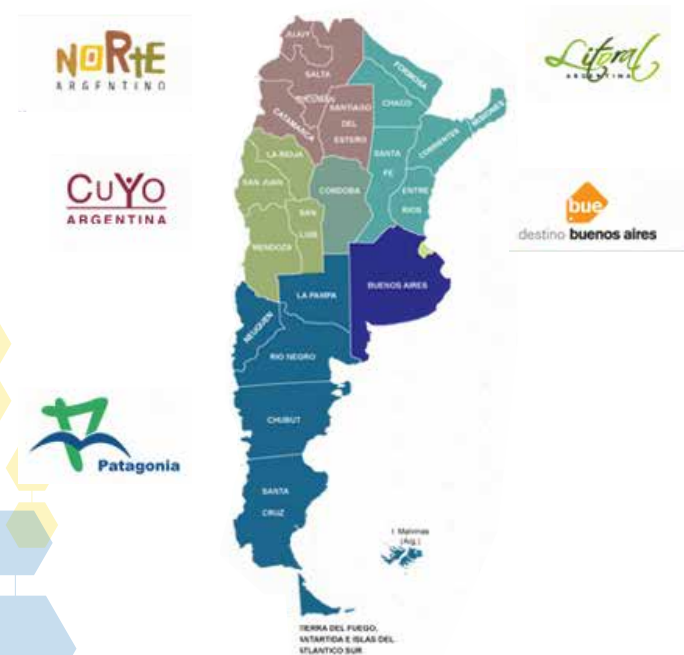 NORtE
ARGENTINO
CUYO
ARGENTINA
Patagonia
JUJUY
SALTA
TUCUMAN
CATAMARCA
SANTIAGO
DEL
ESTERO
FORMOSA
CHACO
MISIONES
CORRIENTES
SANTA
FE
ENTRE
RIOS
LA RIOJA
SAN JUAN
CORDOBA
SAN
LUIS
MENDOZA
BUENOS AIRES
LA PAMPA
NEUQUEN
RIO NEGRO
CHUBUT
SANTA
CRUZ
I. Malvinas
(Arg.)
TIERRA DEL FUEGO,
ANTARTIDA E ISLAS DEL
ATLANTICO SUR
Litoral
ARGENTINA
bue
destino buenos aires